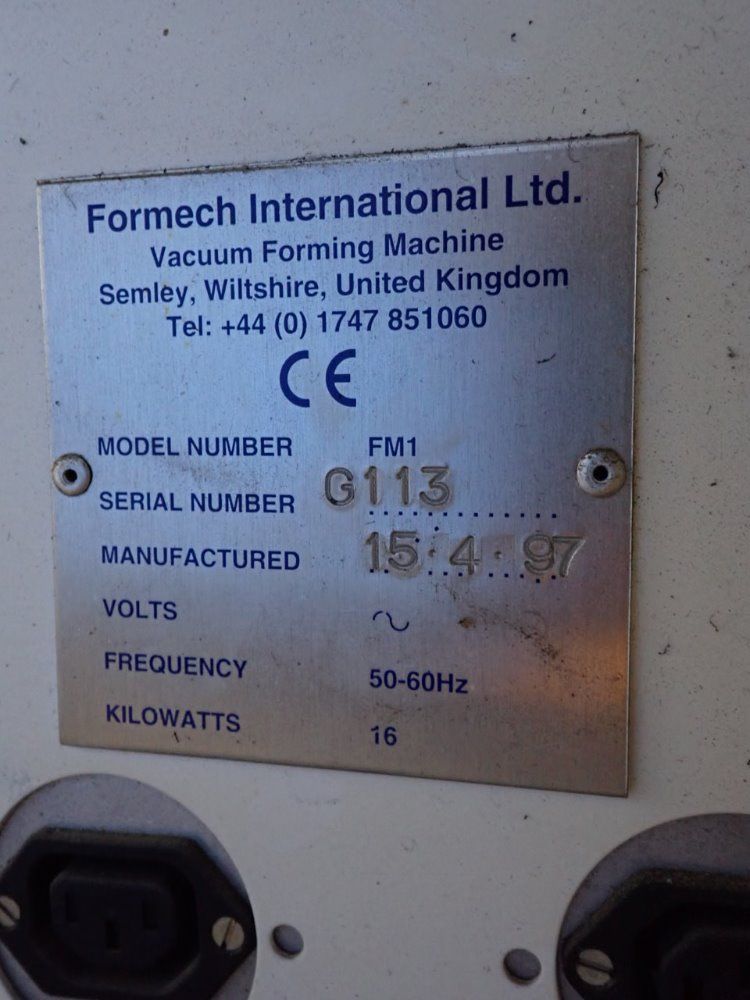 Formech International Ltd.
Vacuum Forming Machine
Semley, Wiltshire, United Kingdom
Tel: +44 (0) 1747 851060
CE
MODEL NUMBER FM1
SERIAL NUMBER G113
MANUFACTURED 15.4.97
VOLTS ~
FREQUENCY 50-60Hz
KILOWATTS 16